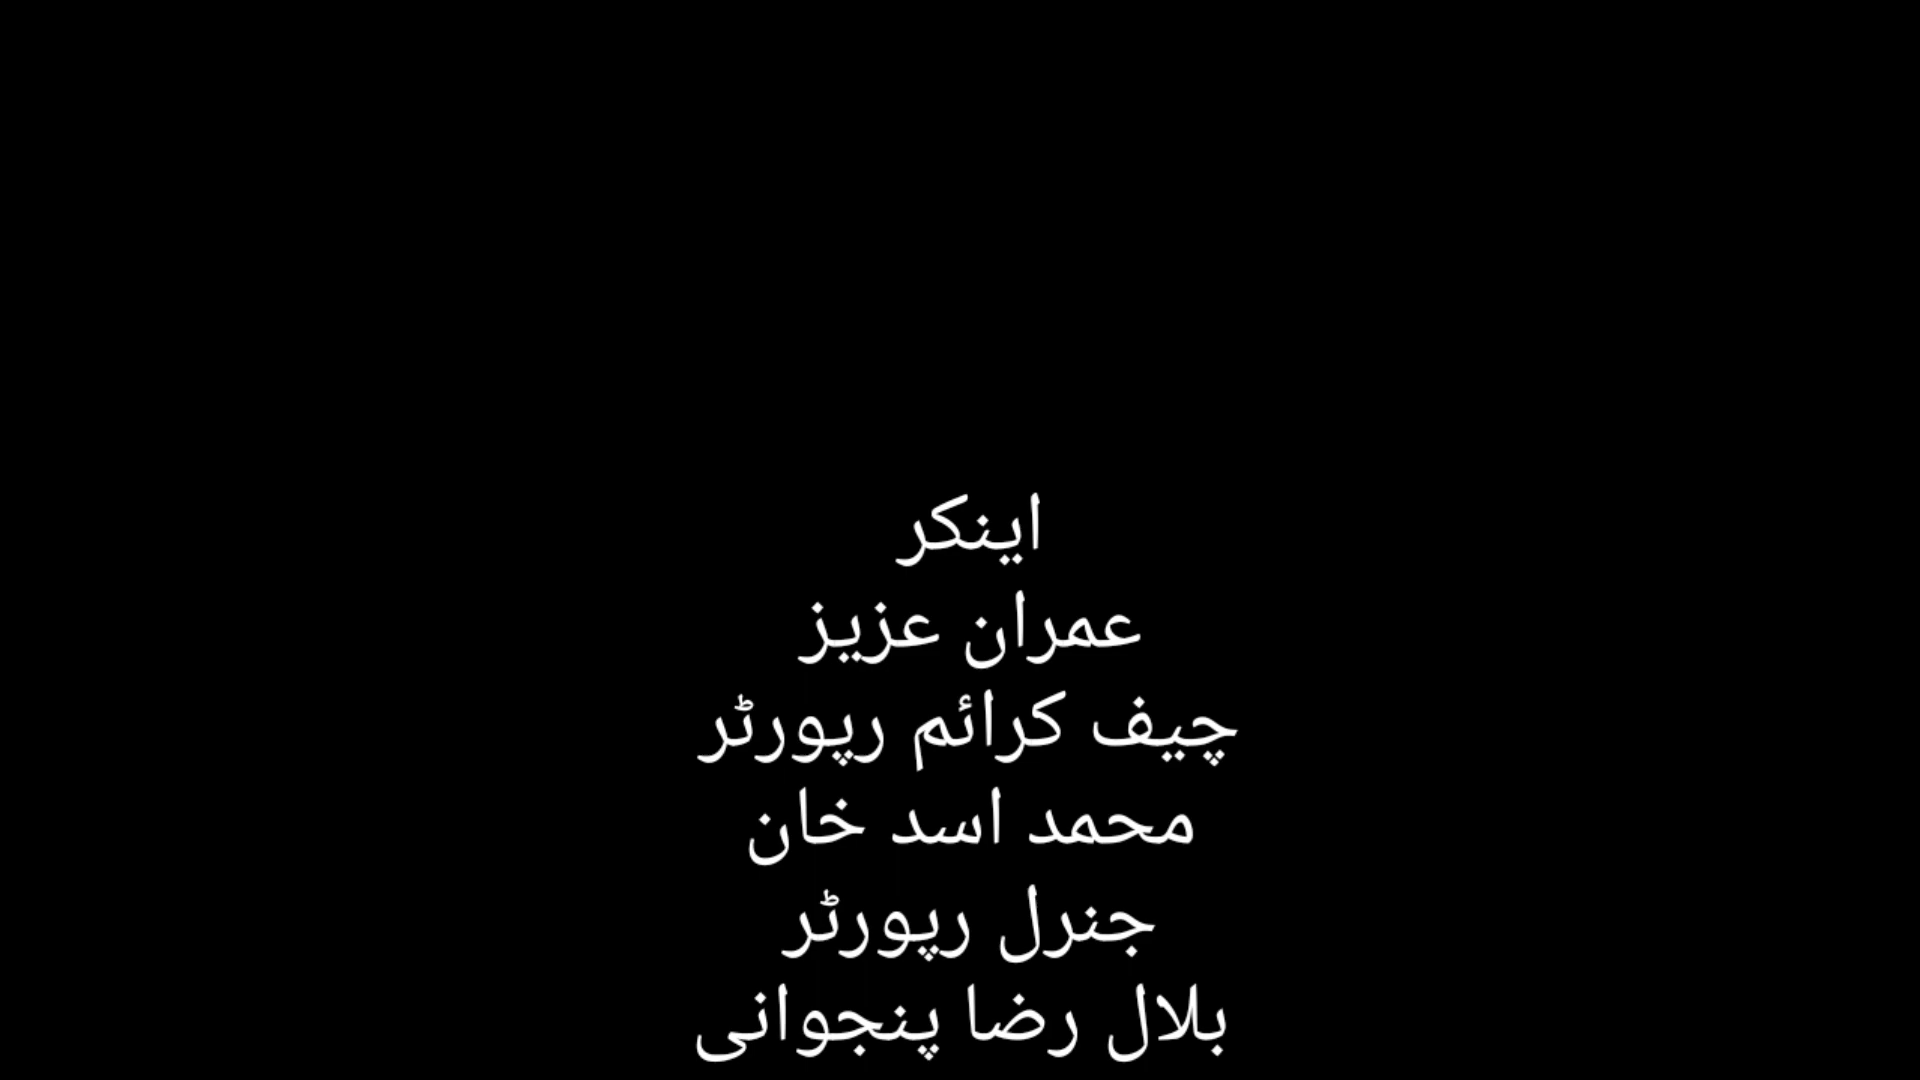 اینکر
عمران عزیز
چیف کرائم رپورٹر
محمد اسد خان
جنرل رپورٹر
بلال رضا پنجوانی